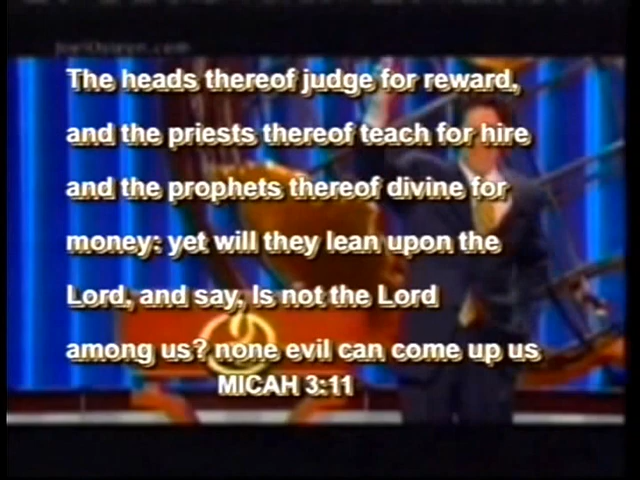 The heads thereof judge for reward,
and the priests thereof teach for hire
and the prophets thereof divine for
money: yet will they lean upon the
Lord, and say, Is not the Lord
among us? none evil can come up us
MICAH 3:11